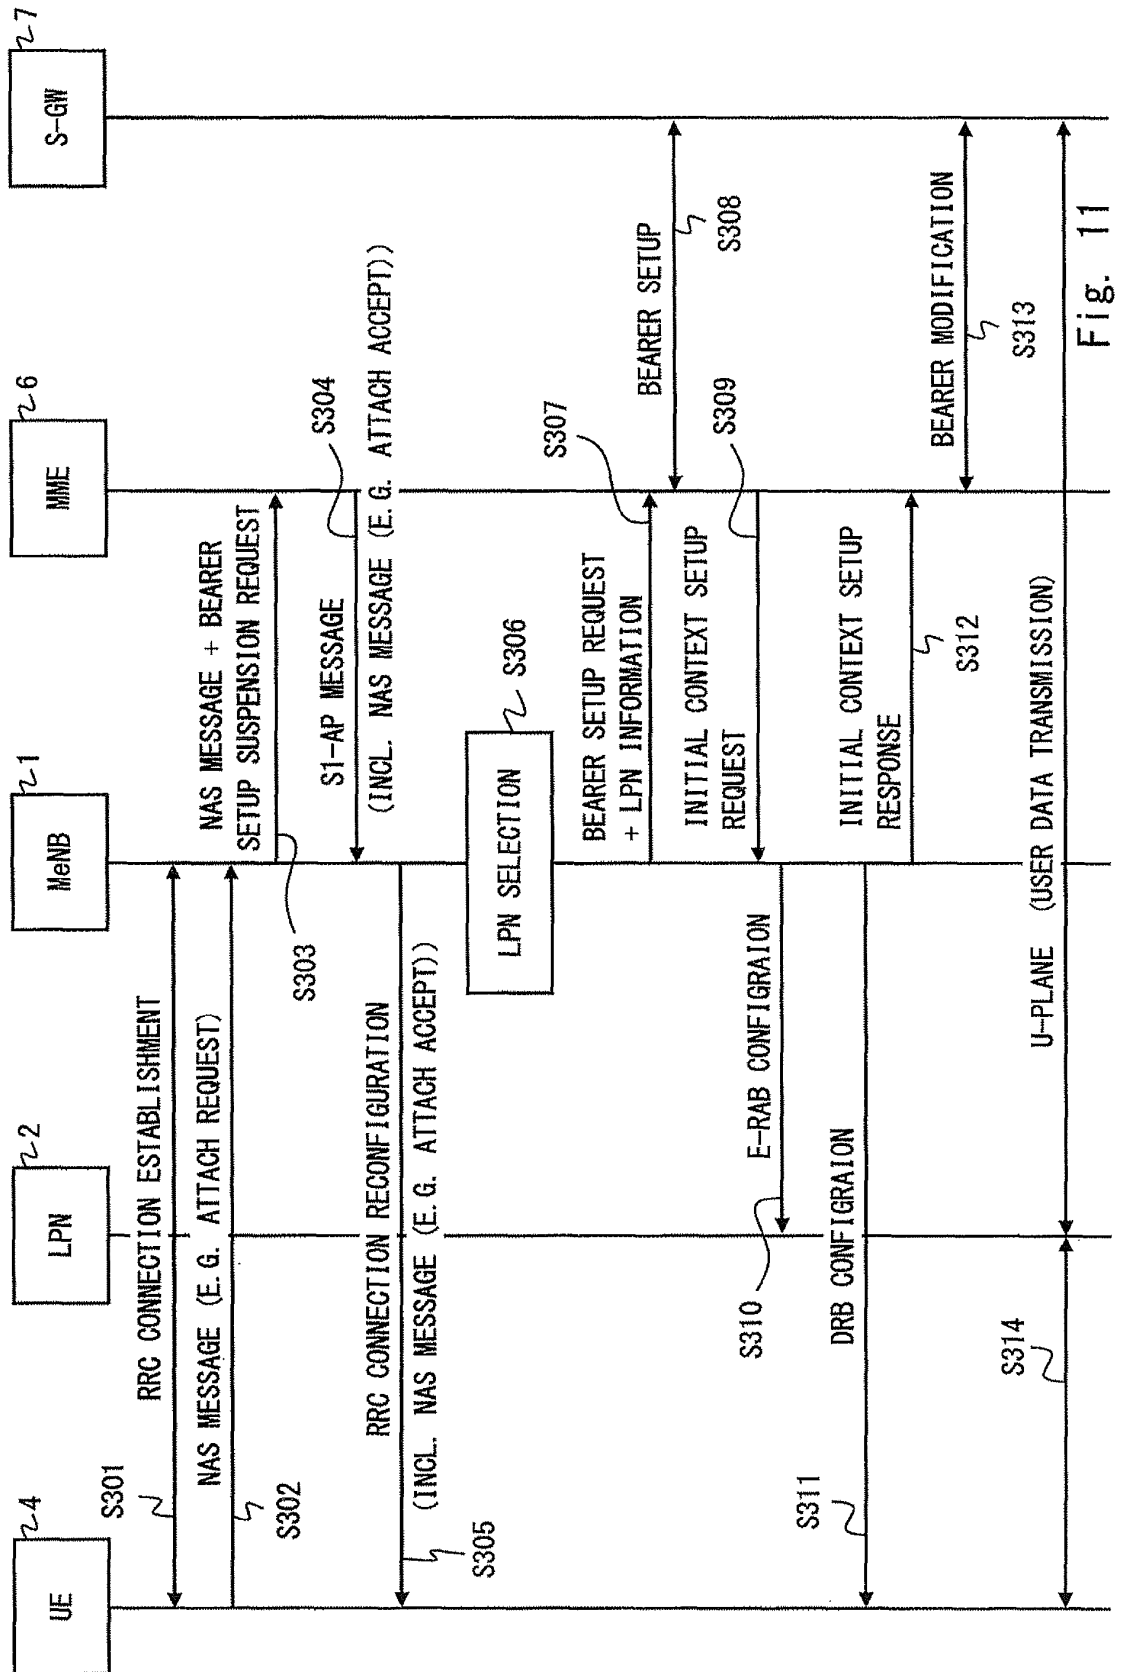 UE
4
LPN
2
MeNB
1
MME
6
S-GW
7
S301
RRC CONNECTION ESTABLISHMENT
NAS MESSAGE (E.G. ATTACH REQUEST)
S302
NAS MESSAGE + BEARER
SETUP SUSPENSION REQUEST
S303
S1-AP MESSAGE
S304
(INCL. NAS MESSAGE (E.G. ATTACH ACCEPT))
RRC CONNECTION RECONFIGURATION
(INCL. NAS MESSAGE (E.G. ATTACH ACCEPT))
S305
LPN SELECTION
S306
BEARER SETUP REQUEST
+ LPN INFORMATION
S307
BEARER SETUP
S308
INITIAL CONTEXT SETUP
REQUEST
S309
E-RAB CONFIGRAION
S310
DRB CONFIGRAION
S311
INITIAL CONTEXT SETUP
RESPONSE
S312
BEARER MODIFICATION
S313
U-PLANE (USER DATA TRANSMISSION)
S314
Fig. 11